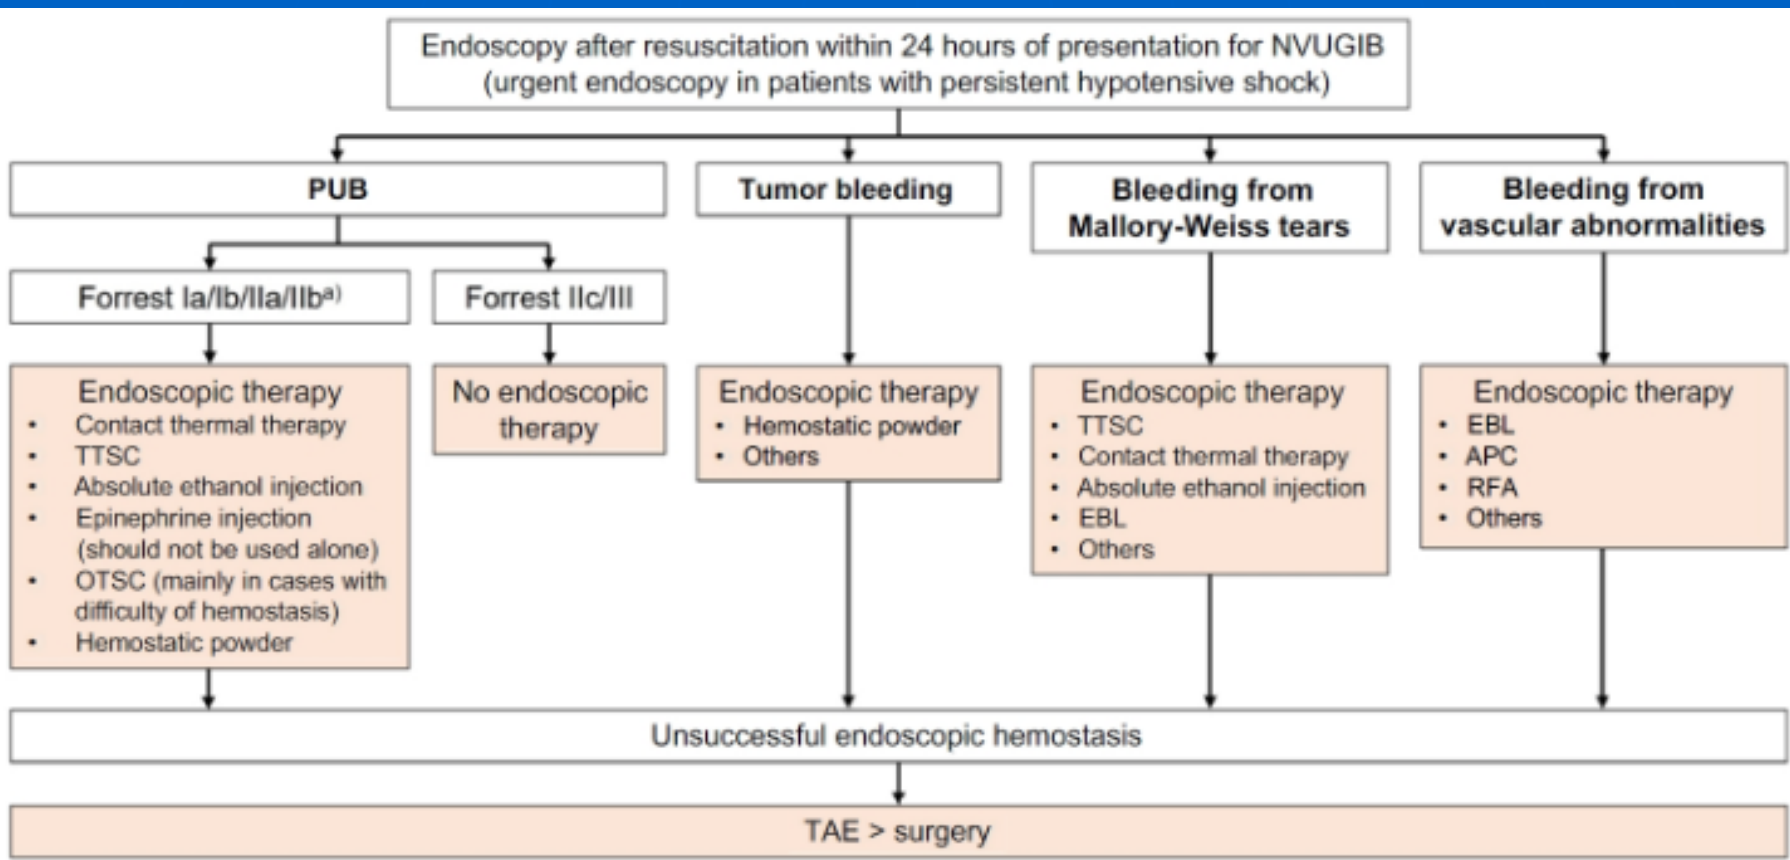 Endoscopy after resuscitation within 24 hours of presentation for NVUGIB
(urgent endoscopy in patients with persistent hypotensive shock)
PUB
Forrest Ia/Ib/IIa/IIbᵃ⁾
Forrest IIc/III
Endoscopic therapy
• Contact thermal therapy
• TTSC
• Absolute ethanol injection
• Epinephrine injection
(should not be used alone)
• OTSC (mainly in cases with
difficulty of hemostasis)
• Hemostatic powder
No endoscopic
therapy
Tumor bleeding
Endoscopic therapy
• Hemostatic powder
• Others
Bleeding from
Mallory-Weiss tears
Endoscopic therapy
• TTSC
• Contact thermal therapy
• Absolute ethanol injection
• EBL
• Others
Bleeding from
vascular abnormalities
Endoscopic therapy
• EBL
• APC
• RFA
• Others
Unsuccessful endoscopic hemostasis
TAE > surgery